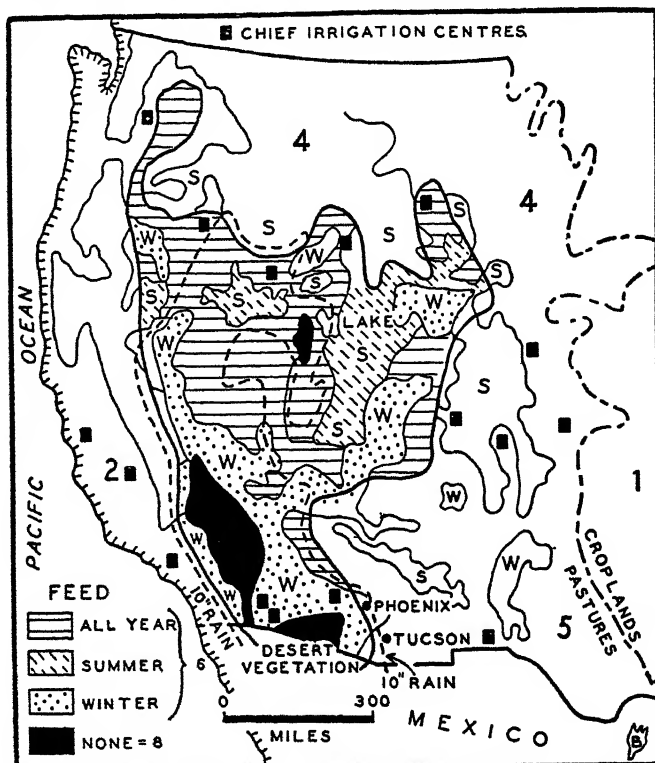 ■ CHIEF IRRIGATION CENTRES
4
4
S
S
S
S
W
S
S
W
S
W
LAKE
S
W
S
W
S
W
W
S
2
W
W
W
S
W
1
5
OCEAN
PACIFIC
CROPLANDS
PASTURES
10" RAIN
PHOENIX
TUCSON
DESERT
VEGETATION
10" RAIN
FEED
ALL YEAR
SUMMER
6
WINTER
NONE = 8
0 300
MILES
MEXICO
B